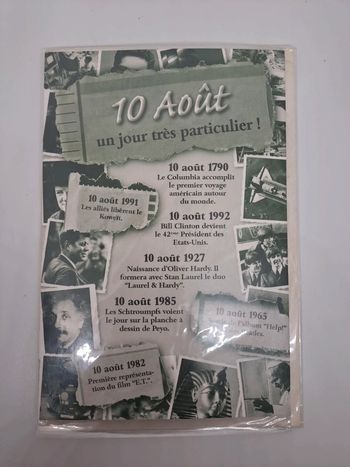 10 Août
un jour très particulier !
10 août 1790
Le Columbia accomplit
le premier voyage
américain autour
du monde.
10 août 1991
Les alliés libèrent le
Koweït.
10 août 1992
Bill Clinton devient
le 42ème Président des
Etats-Unis.
10 août 1927
Naissance d'Oliver Hardy. Il
formera avec Stan Laurel le duo
"Laurel & Hardy".
10 août 1985
Les Schtroumpfs voient
le jour sur la planche à
dessin de Peyo.
10 août 1965
l'album "Help!"
10 août 1982
Première représenta-
tion du film "E.T.".